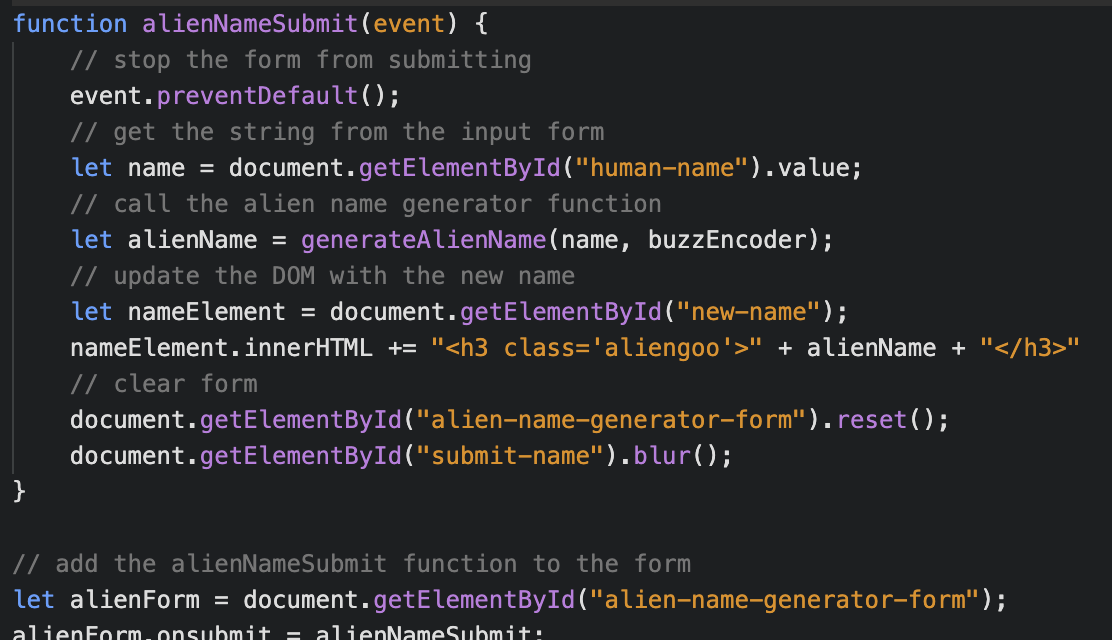 function alienNameSubmit(event) {
    // stop the form from submitting
    event.preventDefault();
    // get the string from the input form
    let name = document.getElementById("human-name").value;
    // call the alien name generator function
    let alienName = generateAlienName(name, buzzEncoder);
    // update the DOM with the new name
    let nameElement = document.getElementById("new-name");
    nameElement.innerHTML += "<h3 class='aliengoo'>" + alienName + "</h3>"
    // clear form
    document.getElementById("alien-name-generator-form").reset();
    document.getElementById("submit-name").blur();
}

// add the alienNameSubmit function to the form
let alienForm = document.getElementById("alien-name-generator-form");
alienForm.onsubmit = alienNameSubmit;